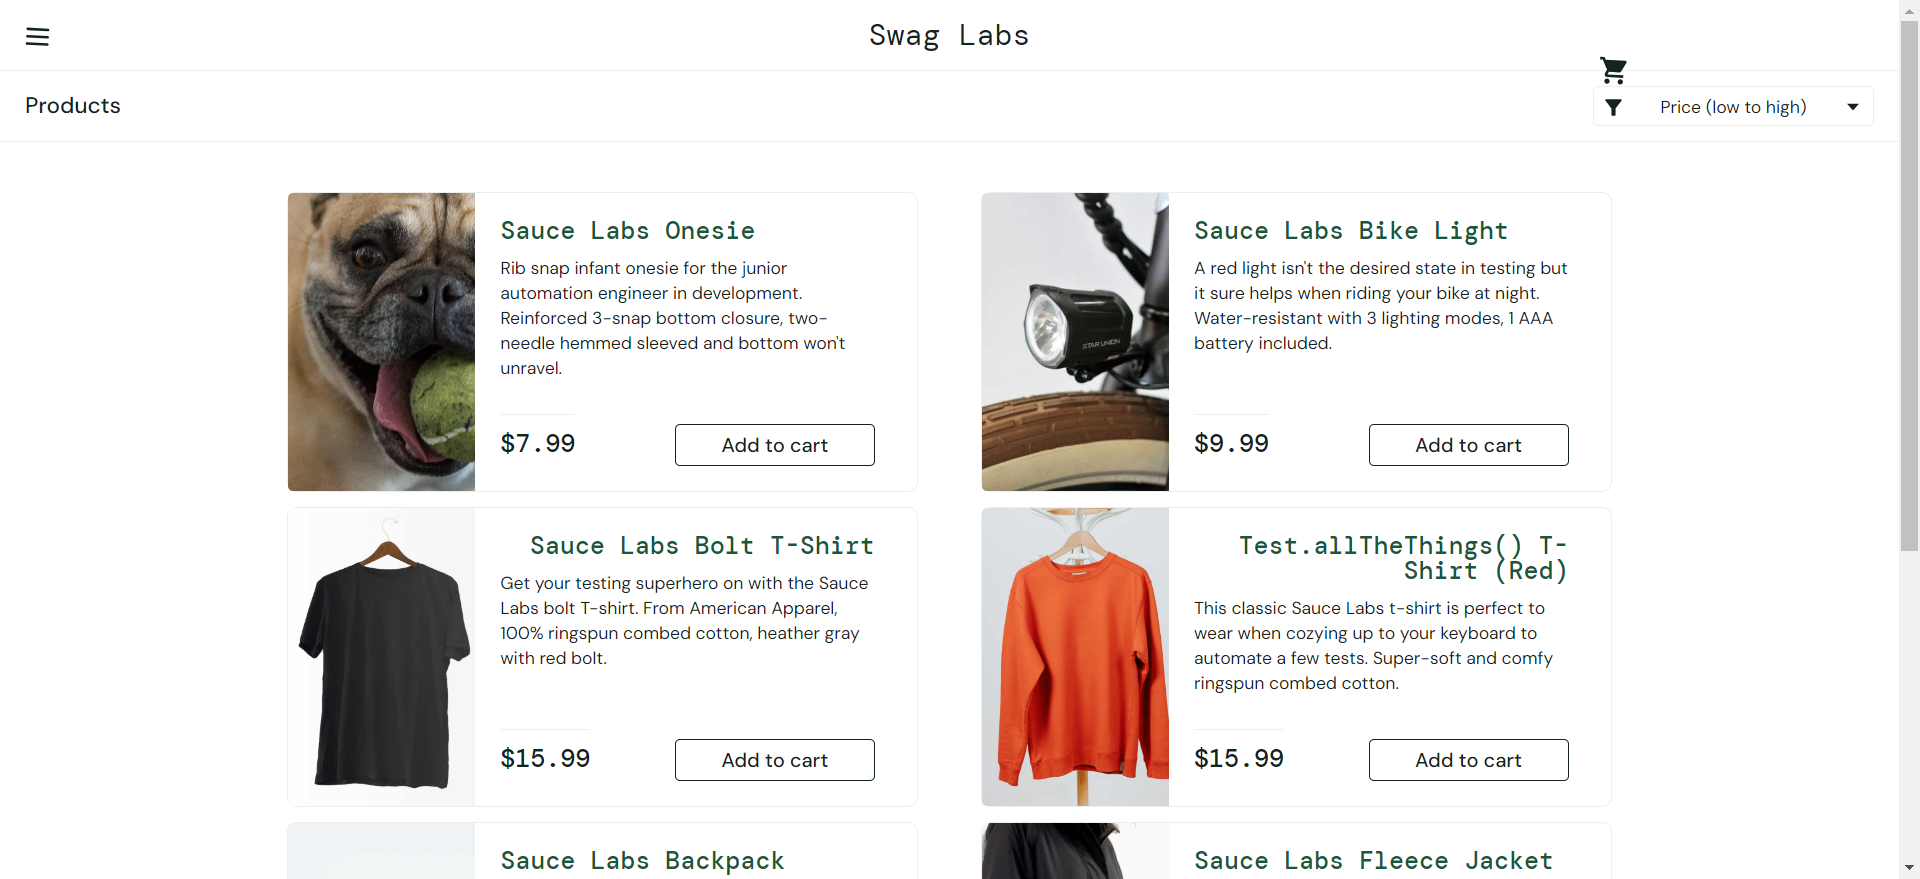 Swag Labs
Products
Price (low to high)
Sauce Labs Onesie
Rib snap infant onesie for the junior
automation engineer in development.
Reinforced 3-snap bottom closure, two-
needle hemmed sleeved and bottom won't
unravel.
$7.99
Add to cart
Sauce Labs Bike Light
A red light isn't the desired state in testing but
it sure helps when riding your bike at night.
Water-resistant with 3 lighting modes, 1 AAA
battery included.
STAR UNION
$9.99
Add to cart
Sauce Labs Bolt T-Shirt
Get your testing superhero on with the Sauce
Labs bolt T-shirt. From American Apparel,
100% ringspun combed cotton, heather gray
with red bolt.
$15.99
Add to cart
Test.allTheThings() T-
Shirt (Red)
This classic Sauce Labs t-shirt is perfect to
wear when cozying up to your keyboard to
automate a few tests. Super-soft and comfy
ringspun combed cotton.
$15.99
Add to cart
Sauce Labs Backpack
Sauce Labs Fleece Jacket